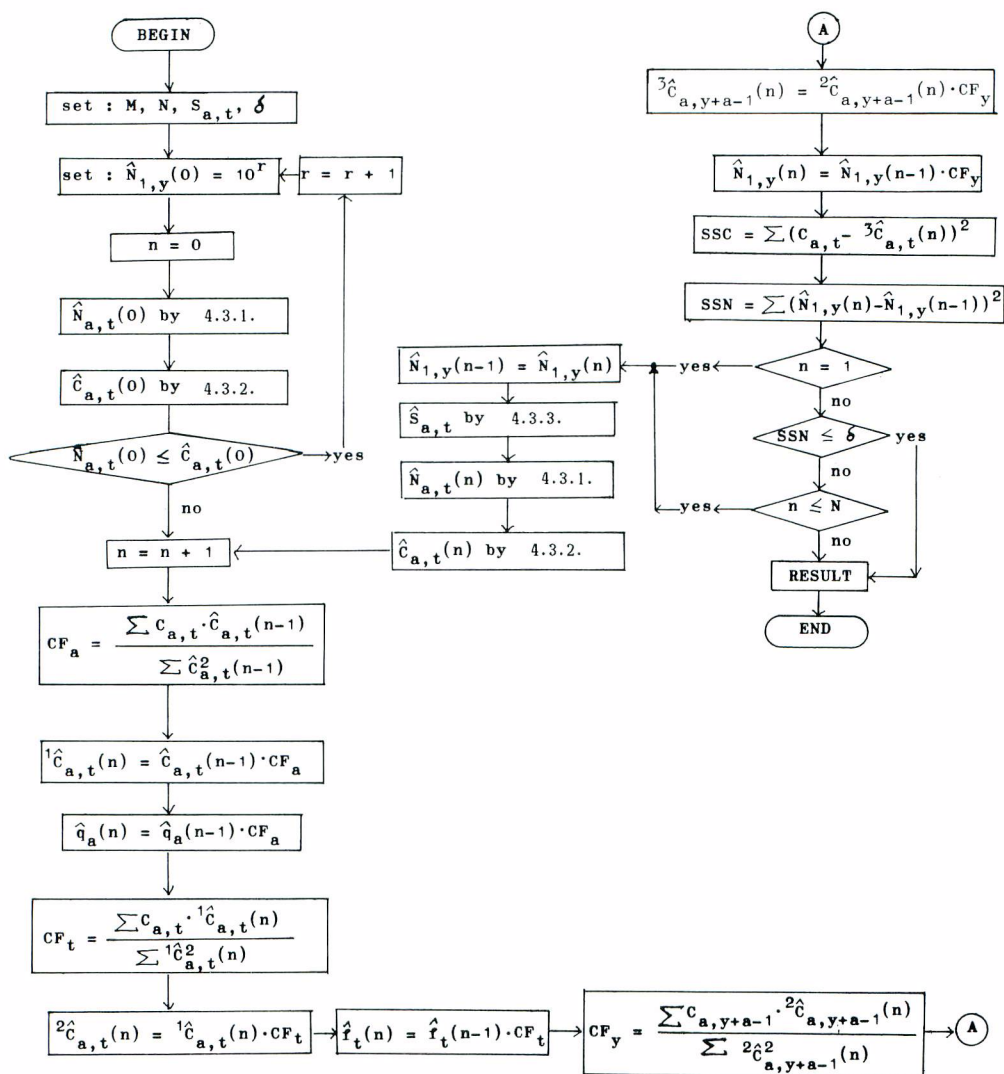 BEGIN
set : M, N, S_{a,t}, δ
set : N̂_{1,y}(0) = 10^r
r = r + 1
n = 0
N̂_{a,t}(0) by 4.3.1.
Ĉ_{a,t}(0) by 4.3.2.
N̂_{a,t}(0) ≤ Ĉ_{a,t}(0)
yes
no
n = n + 1
CF_a = ∑ C_{a,t}·Ĉ_{a,t}(n-1) / ∑ Ĉ²_{a,t}(n-1)
¹Ĉ_{a,t}(n) = Ĉ_{a,t}(n-1)·CF_a
q̂_a(n) = q̂_a(n-1)·CF_a
CF_t = ∑ C_{a,t}·¹Ĉ_{a,t}(n) / ∑ ¹Ĉ²_{a,t}(n)
²Ĉ_{a,t}(n) = ¹Ĉ_{a,t}(n)·CF_t
f̂_t(n) = f̂_t(n-1)·CF_t
CF_y = ∑ C_{a,y+a-1}·²Ĉ_{a,y+a-1}(n) / ∑ ²Ĉ²_{a,y+a-1}(n)
A
A
³Ĉ_{a,y+a-1}(n) = ²Ĉ_{a,y+a-1}(n)·CF_y
N̂_{1,y}(n) = N̂_{1,y}(n-1)·CF_y
SSC = ∑(C_{a,t} - ³Ĉ_{a,t}(n))²
SSN = ∑(N̂_{1,y}(n)-N̂_{1,y}(n-1))²
n = 1
yes
no
SSN ≤ δ
yes
no
n ≤ N
yes
no
RESULT
END
N̂_{1,y}(n-1) = N̂_{1,y}(n)
Ŝ_{a,t} by 4.3.3.
N̂_{a,t}(n) by 4.3.1.
Ĉ_{a,t}(n) by 4.3.2.